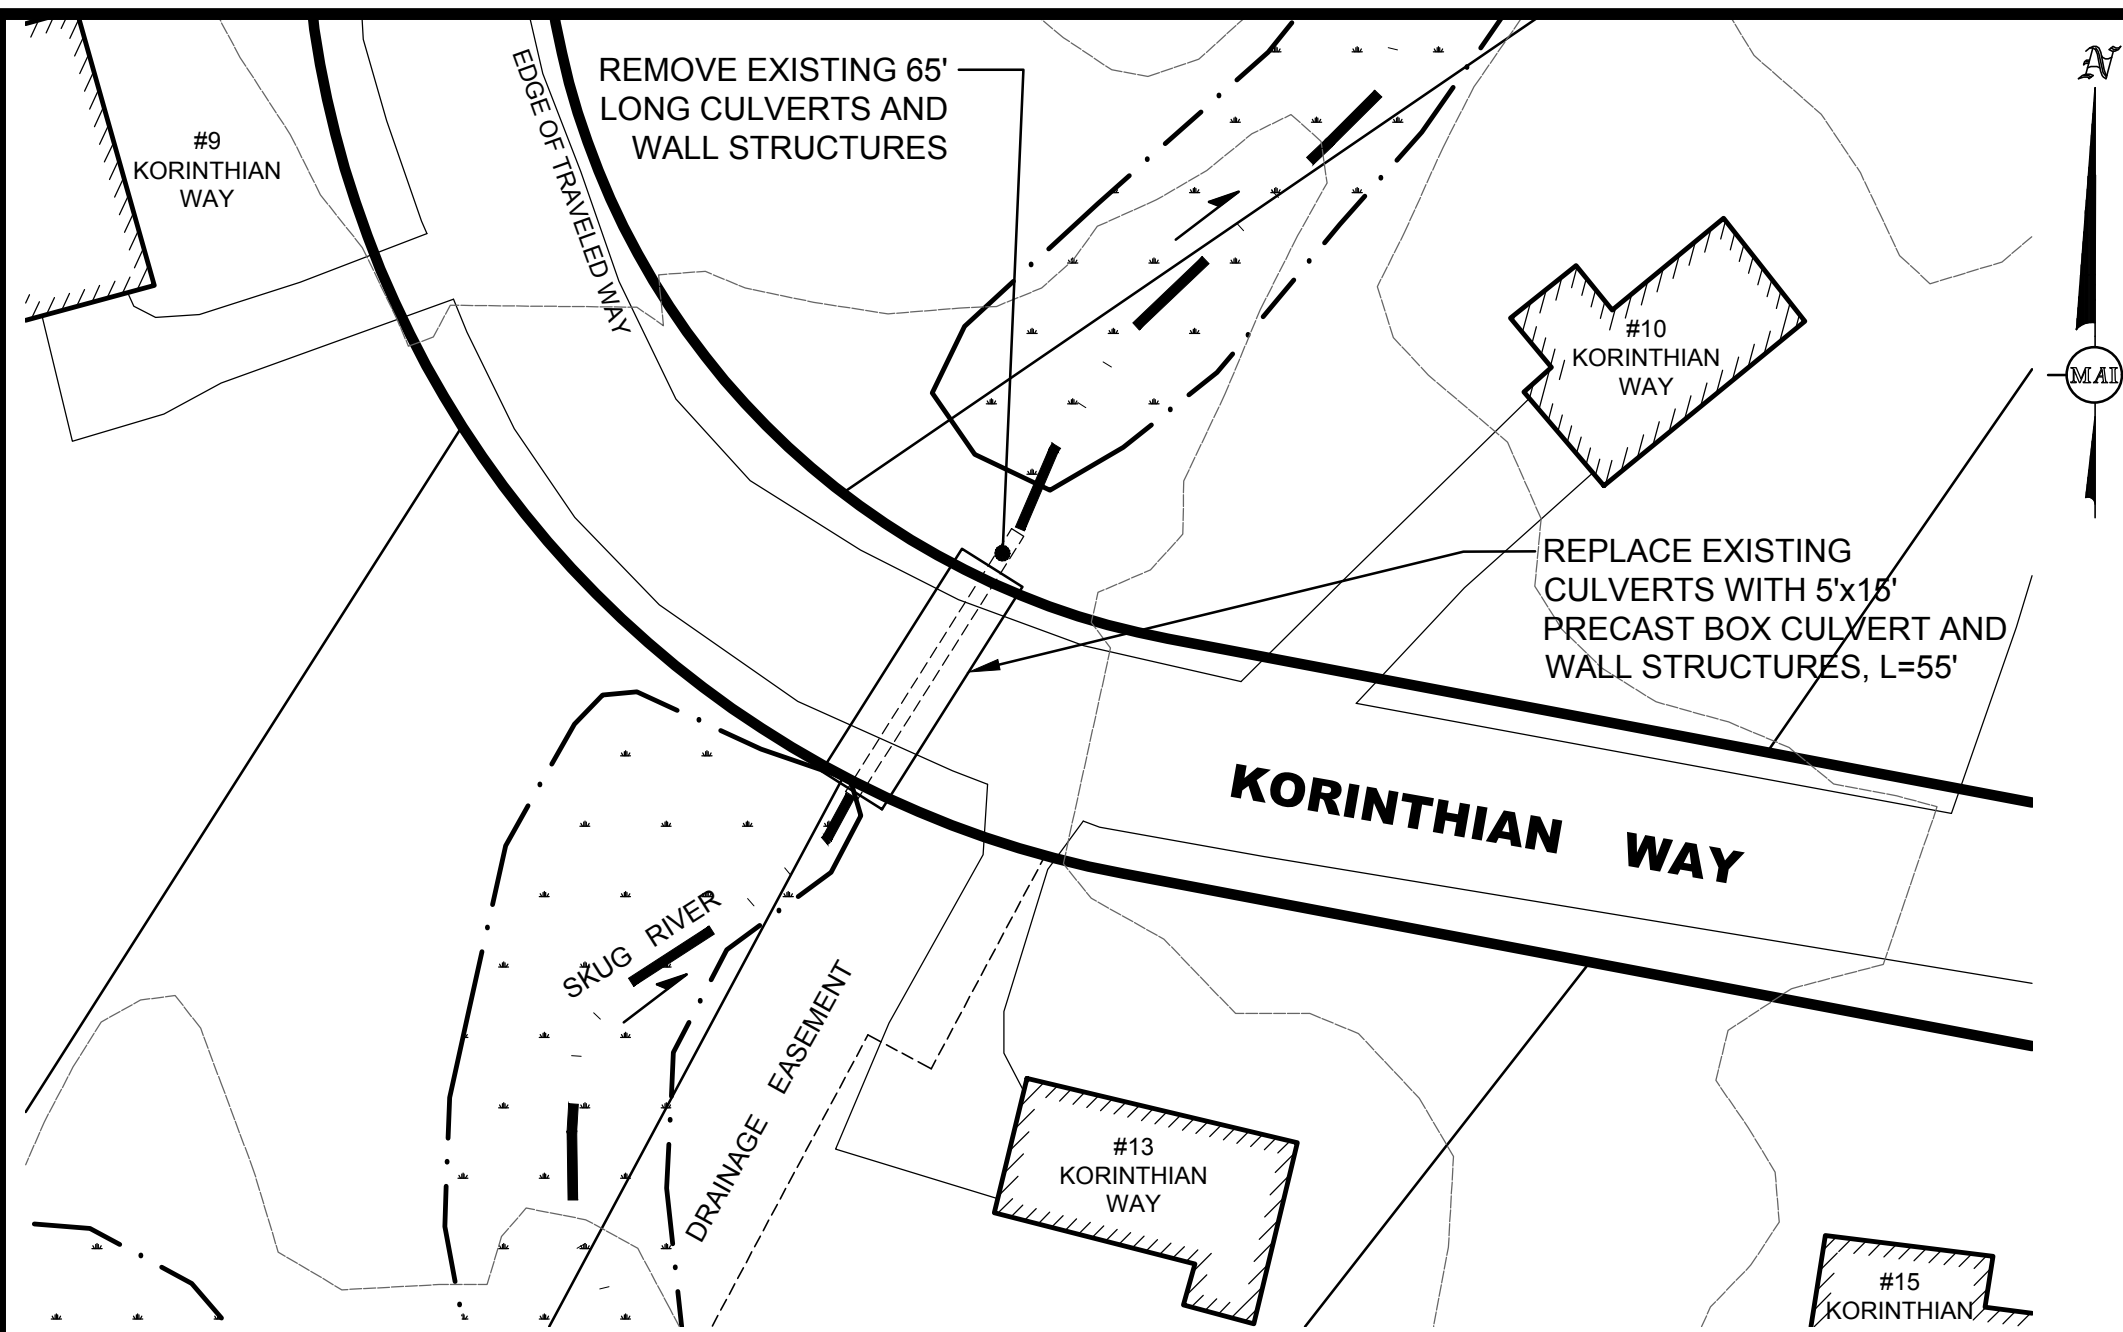 N
REMOVE EXISTING 65'
LONG CULVERTS AND
WALL STRUCTURES
EDGE OF TRAVELED WAY
#9
KORINTHIAN
WAY
#10
KORINTHIAN
WAY
MAI
REPLACE EXISTING
CULVERTS WITH 5'x15'
PRECAST BOX CULVERT AND
WALL STRUCTURES, L=55'
KORINTHIAN WAY
SKUG RIVER
DRAINAGE EASEMENT
#13
KORINTHIAN
WAY
#15
KORINTHIAN